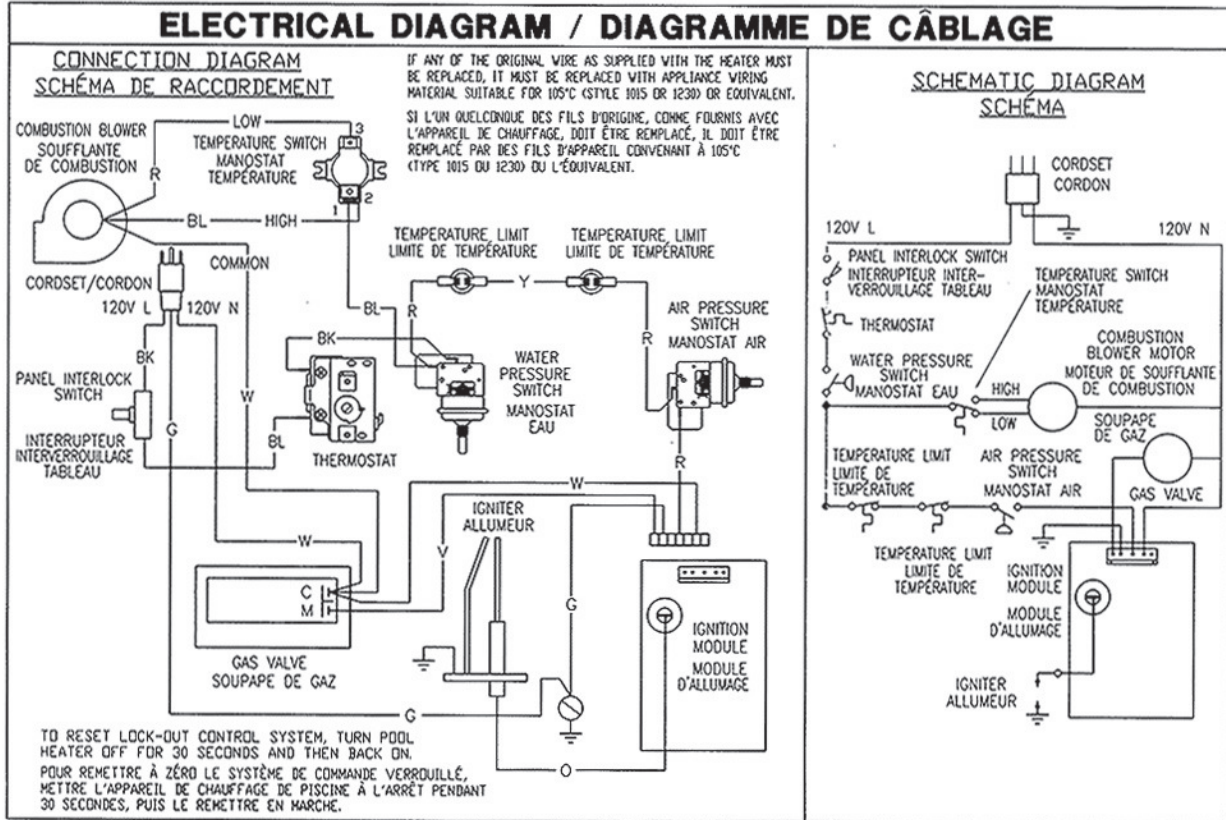 ELECTRICAL DIAGRAM / DIAGRAMME DE CÂBLAGE
CONNECTION DIAGRAM
SCHÉMA DE RACCORDEMENT
IF ANY OF THE ORIGINAL WIRE AS SUPPLIED WITH THE HEATER MUST
BE REPLACED, IT MUST BE REPLACED WITH APPLIANCE WIRING
MATERIAL SUITABLE FOR 105°C (STYLE 1015 OR 1230) OR EQUIVALENT.
SI L'UN QUELCONQUE DES FILS D'ORIGINE, COMME FOURNIS AVEC
L'APPAREIL DE CHAUFFAGE, DOIT ÊTRE REMPLACÉ, IL DOIT ÊTRE
REMPLACÉ PAR DES FILS D'APPAREIL CONVENANT À 105°C
(TYPE 1015 OU 1230) OU L'ÉQUIVALENT.
COMBUSTION BLOWER
SOUFFLANTE
DE COMBUSTION
LOW
3
TEMPERATURE SWITCH
MANOSTAT
TEMPÉRATURE
R
BL
HIGH
1
2
COMMON
CORDSET/CORDON
120V L
120V N
TEMPERATURE LIMIT
LIMITE DE TEMPÉRATURE
TEMPERATURE LIMIT
LIMITE DE TEMPÉRATURE
Y
BL
R
R
AIR PRESSURE
SWITCH
MANOSTAT AIR
BK
BK
WATER
PRESSURE
SWITCH
MANOSTAT
EAU
PANEL INTERLOCK
SWITCH
W
G
BL
INTERRUPTEUR
INTERVERROUILLAGE
TABLEAU
THERMOSTAT
R
W
IGNITER
ALLUMEUR
W
V
C
M
G
GAS VALVE
SOUPAPE DE GAZ
IGNITION
MODULE
MODULE
D'ALLUMAGE
G
O
TO RESET LOCK-OUT CONTROL SYSTEM, TURN POOL
HEATER OFF FOR 30 SECONDS AND THEN BACK ON.
POUR REMETTRE À ZÉRO LE SYSTÈME DE COMMANDE VERROUILLÉ,
METTRE L'APPAREIL DE CHAUFFAGE DE PISCINE À L'ARRÊT PENDANT
30 SECONDES, PUIS LE REMETTRE EN MARCHE.
SCHEMATIC DIAGRAM
SCHÉMA
CORDSET
CORDON
120V L
120V N
PANEL INTERLOCK SWITCH
INTERRUPTEUR INTER-
VERROUILLAGE TABLEAU
TEMPERATURE SWITCH
MANOSTAT
TEMPÉRATURE
THERMOSTAT
COMBUSTION
BLOWER MOTOR
MOTEUR DE SOUFFLANTE
DE COMBUSTION
WATER PRESSURE
SWITCH
MANOSTAT EAU
HIGH
LOW
SOUPAPE
DE GAZ
TEMPERATURE LIMIT
LIMITE DE
TEMPÉRATURE
AIR PRESSURE
SWITCH
MANOSTAT AIR
GAS VALVE
TEMPERATURE LIMIT
LIMITE DE
TEMPÉRATURE
IGNITION
MODULE
MODULE
D'ALLUMAGE
IGNITER
ALLUMEUR